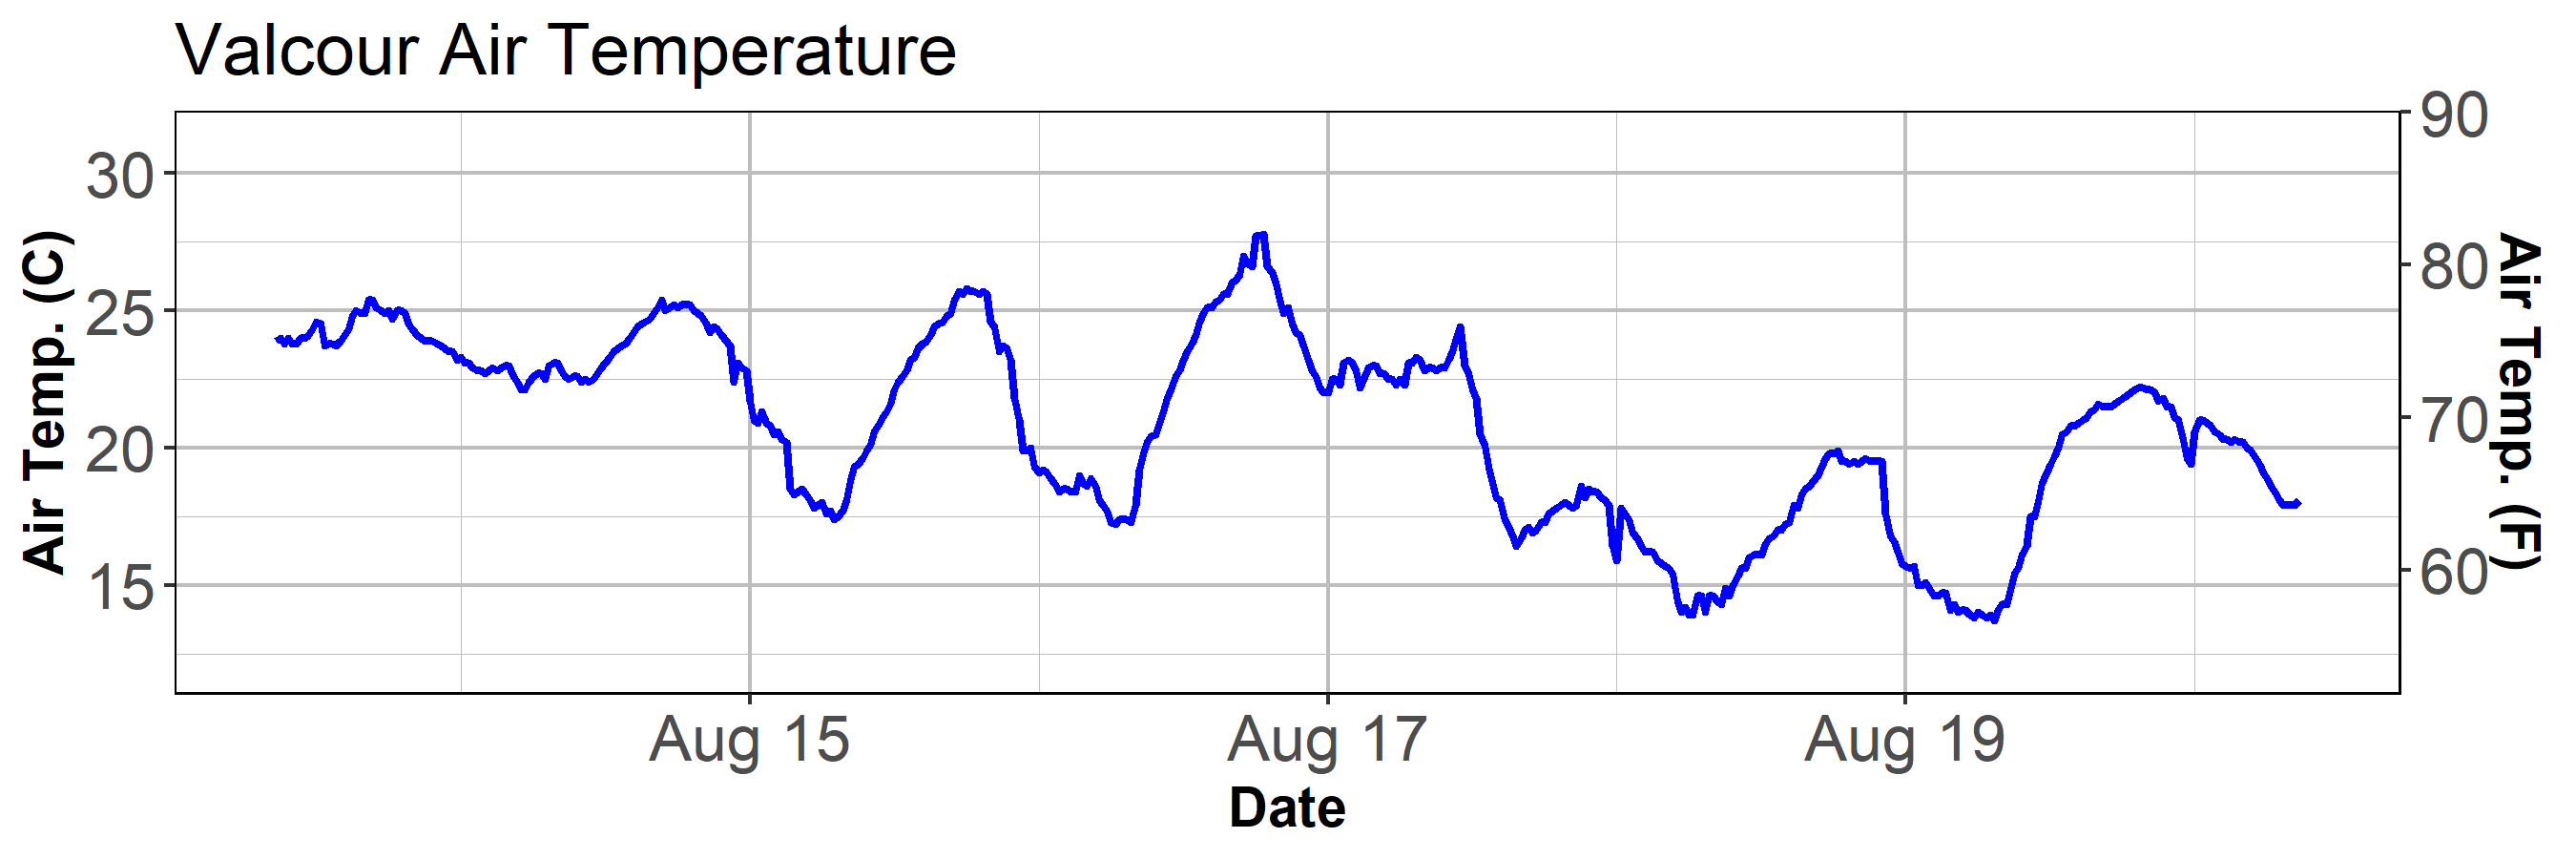 Valcour Air Temperature
Air Temp. (C)
30
25
20
15
90
80
70
60
Air Temp. (F)
Aug 15
Aug 17
Aug 19
Date